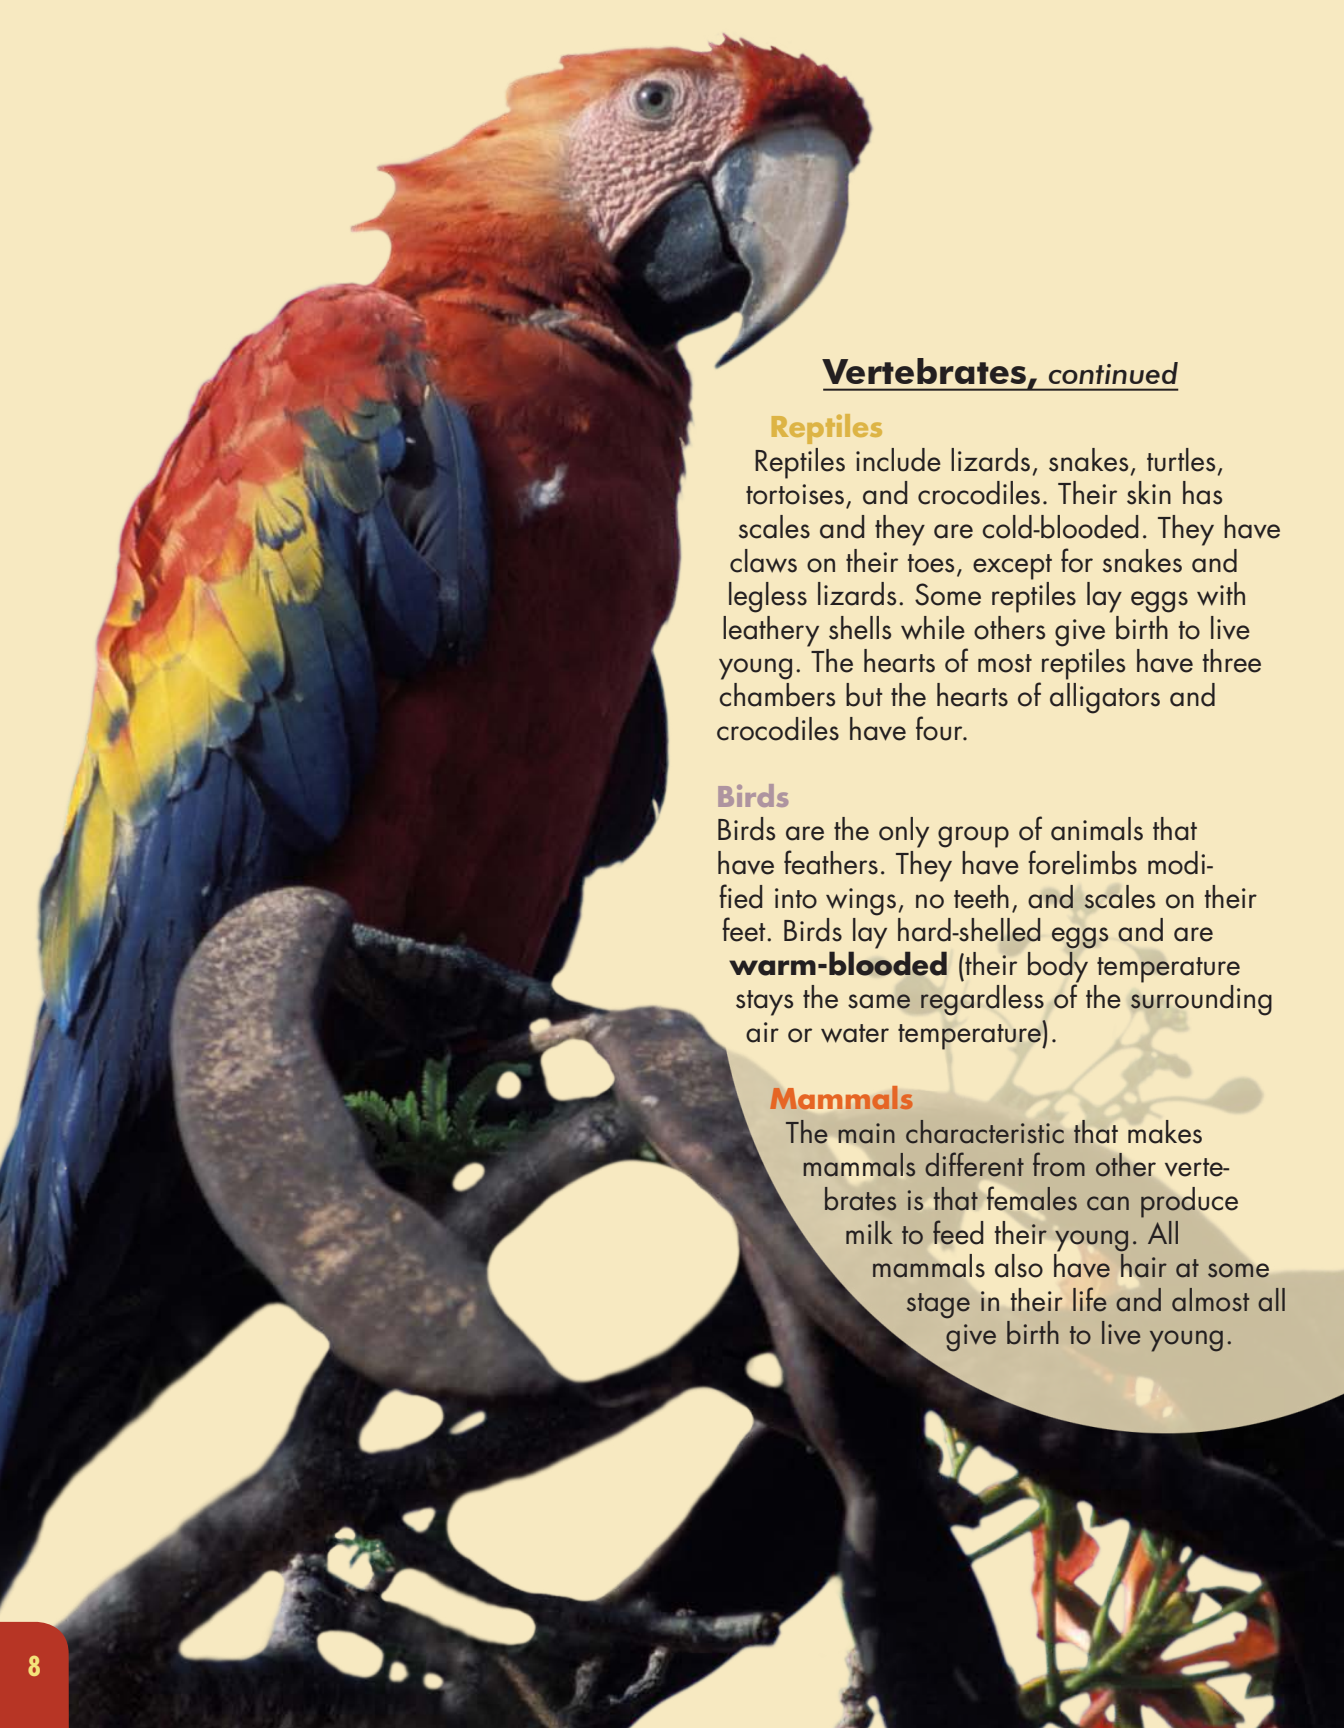 Vertebrates, continued
Reptiles
Reptiles include lizards, snakes, turtles,
tortoises, and crocodiles. Their skin has
scales and they are cold-blooded. They have
claws on their toes, except for snakes and
legless lizards. Some reptiles lay eggs with
leathery shells while others give birth to live
young. The hearts of most reptiles have three
chambers but the hearts of alligators and
crocodiles have four.
Birds
Birds are the only group of animals that
have feathers. They have forelimbs modi-
fied into wings, no teeth, and scales on their
feet. Birds lay hard-shelled eggs and are
warm-blooded (their body temperature
stays the same regardless of the surrounding
air or water temperature).
Mammals
The main characteristic that makes
mammals different from other verte-
brates is that females can produce
milk to feed their young. All
mammals also have hair at some
stage in their life and almost all
give birth to live young.
8